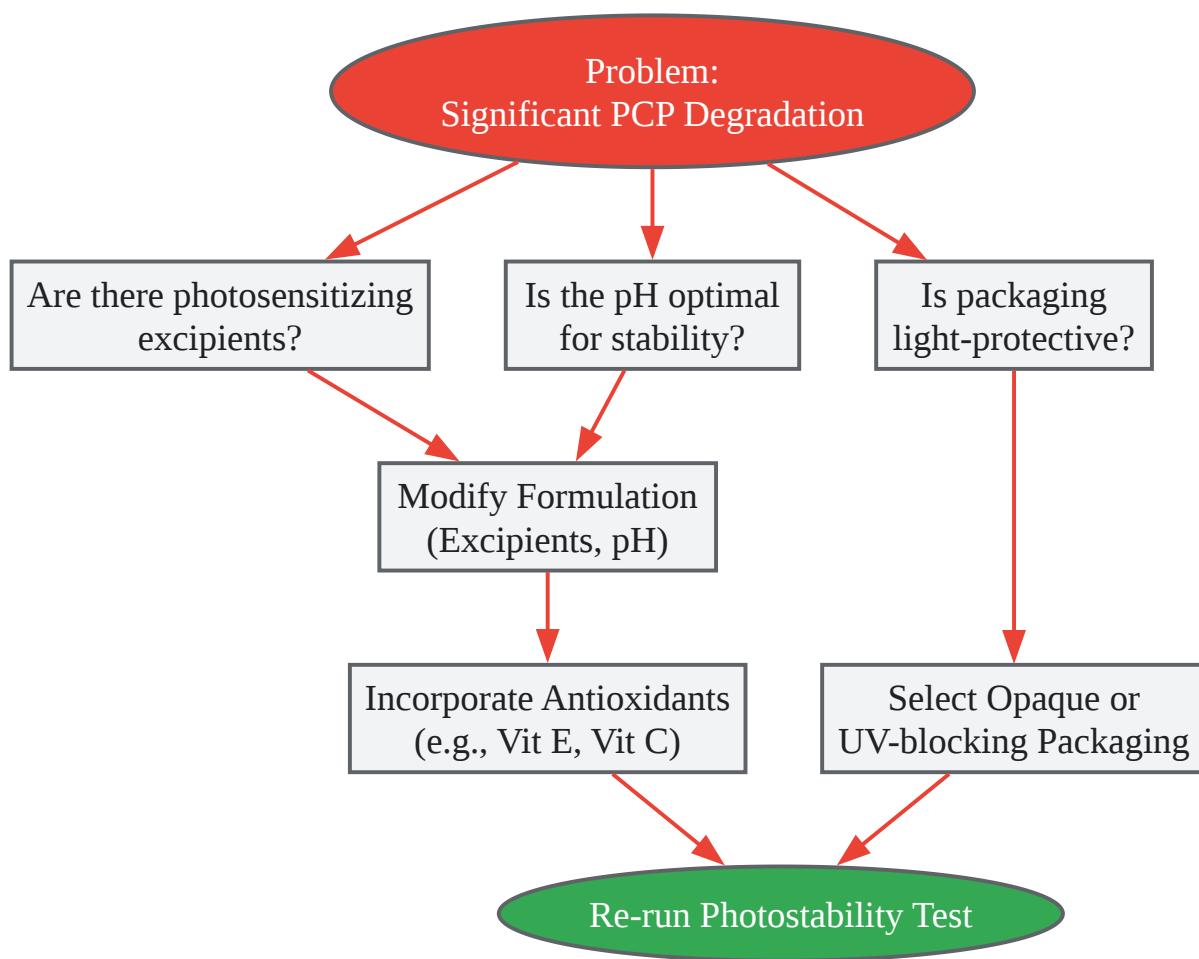 Problem:
Significant PCP Degradation
Are there photosensitizing
excipients?
Is the pH optimal
for stability?
Is packaging
light-protective?
Modify Formulation
(Excipients, pH)
Incorporate Antioxidants
(e.g., Vit E, Vit C)
Select Opaque or
UV-blocking Packaging
Re-run Photostability Test